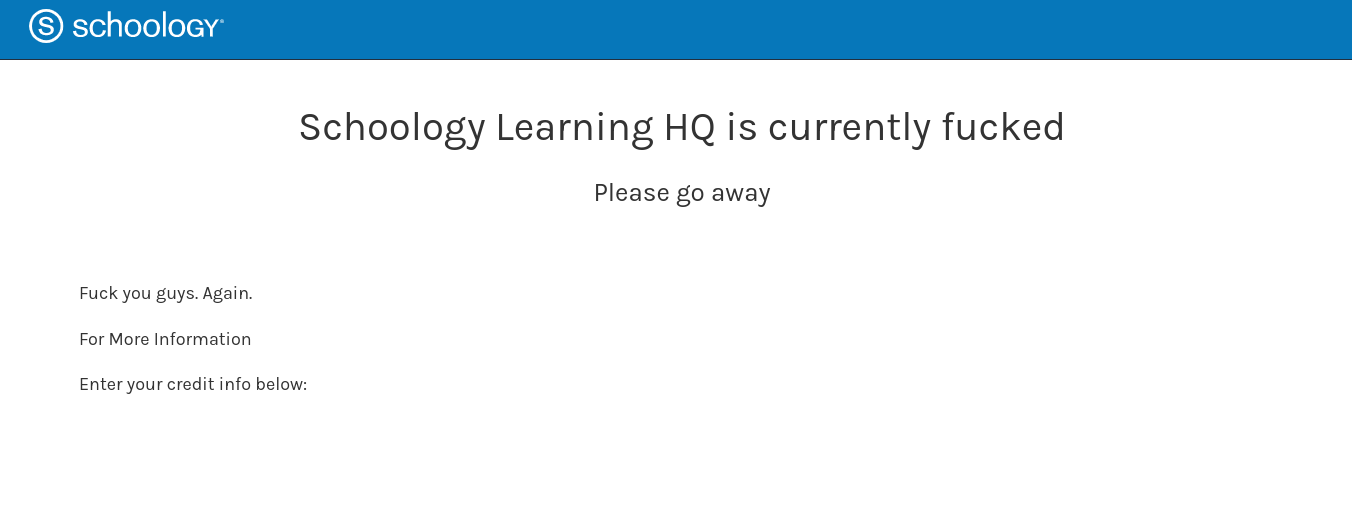 S schoology®
Schoology Learning HQ is currently fucked
Please go away
Fuck you guys. Again.
For More Information
Enter your credit info below: